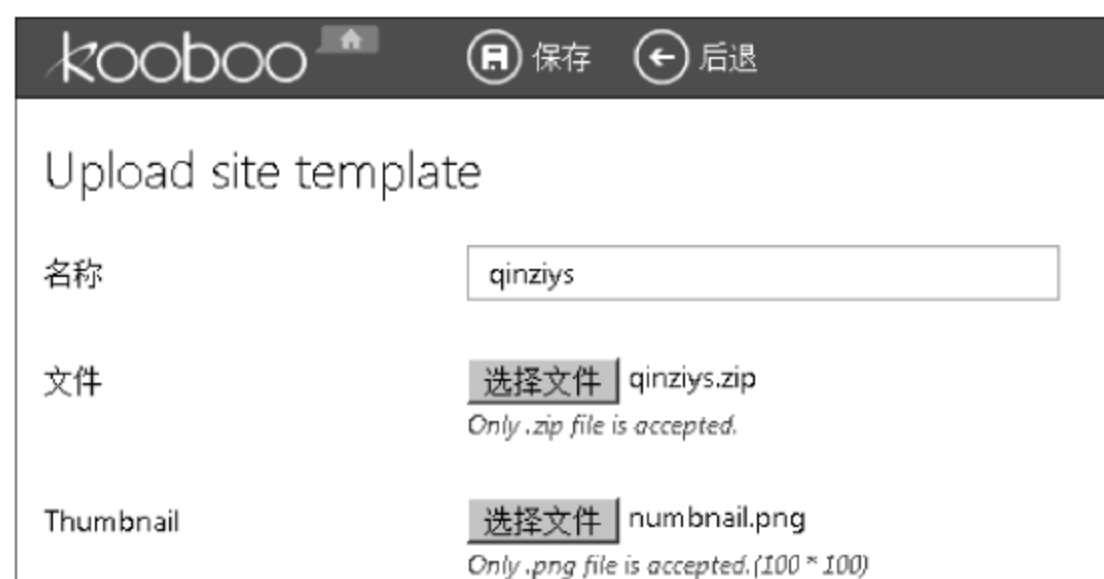 kooboo 保存 后退
Upload site template
名称 qinziys
文件 选择文件 qinziys.zip
Only .zip file is accepted.
Thumbnail 选择文件 numbnail.png
Only .png file is accepted.(100 * 100)